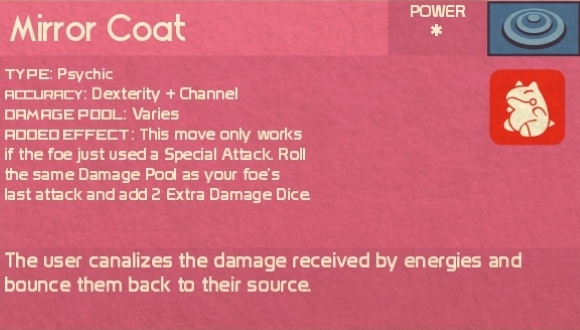 Mirror Coat
POWER
*
TYPE: Psychic
ACCURACY: Dexterity + Channel
DAMAGE POOL: Varies
ADDED EFFECT: This move only works
if the foe just used a Special Attack. Roll
the same Damage Pool as your foe's
last attack and add 2 Extra Damage Dice.
The user canalizes the damage received by energies and
bounce them back to their source.